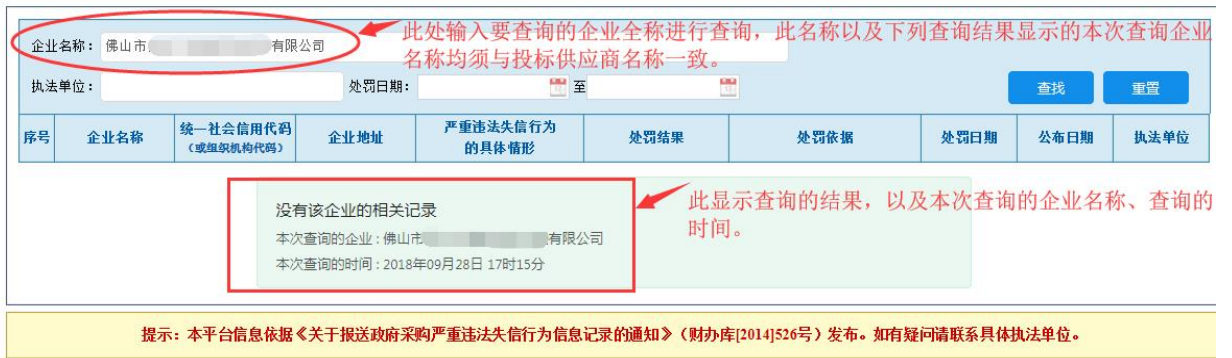 此处输入要查询的企业全称进行查询，此名称以及下列查询结果显示的本次查询企业
企业名称： 佛山市 有限公司
名称均须与投标供应商名称一致。
执法单位： 处罚日期： 至 查找 重置
序号 企业名称 统一社会信用代码 企业地址 严重违法失信行为 处罚结果 处罚依据 处罚日期 公布日期 执法单位
（或组织机构代码） 的具体情形
没有该企业的相关记录
本次查询的企业 : 佛山市 有限公司
本次查询的时间 : 2018年09月28日 17时15分
此显示查询的结果，以及本次查询的企业名称、查询的
时间。
提示：本平台信息依据《关于报送政府采购严重违法失信行为信息记录的通知》（财办库[2014]526号）发布。如有疑问请联系具体执法单位。